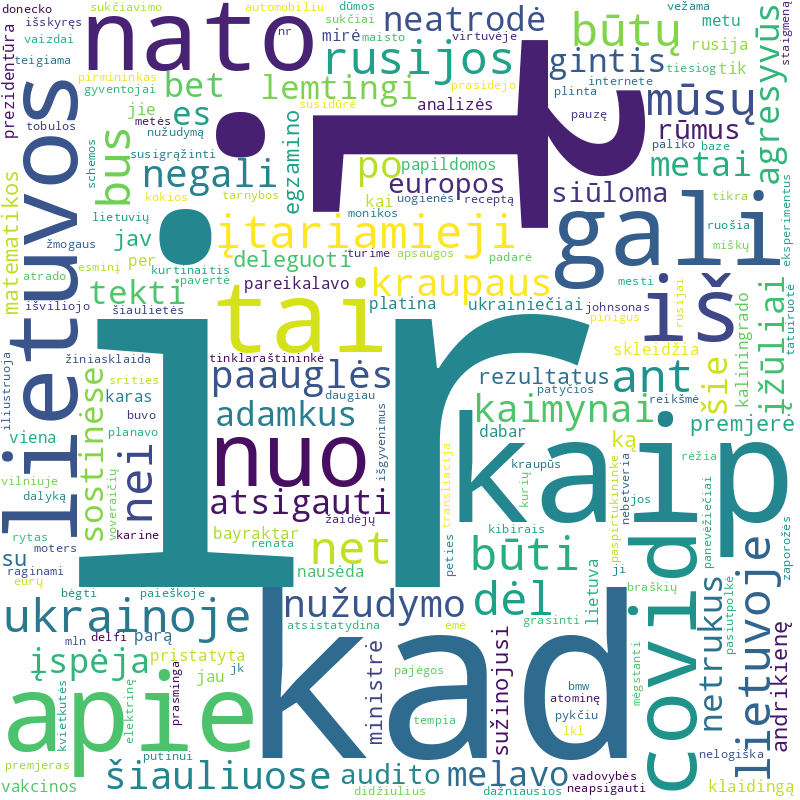 donecko
sukčiavimo
automobiliu
dūmos
vežama
metu
išskyręs
nato
neatrodė
būtų
agresyvūs
staigmeną
sukčiai
nr
mirė
maisto
rusijos
virtuvėje
gintis
rusija
tiesiog
tik
prezidentūra
vaizdai
teigiama
pirmininkas
gyventojai
bet
lemtingi
prasidėjo
internete
plinta
mūsų
lietuvos
tobulos
jie
metės
es
susidūrė
analizės
pauzę
rūmus
paliko
baze
nužudymą
į
bus
schemos
susigrąžinti
negali
egzamino
po
papildomos
metai
tikra
eksperimentus
matematikos
kokios
tarnybos
europos
siūloma
kai
uogienės
receptą
monikos
lietuvių
jav
įtariamieji
gali
ruošia
miškų
žmogaus
esminį
per
deleguoti
turime
apsaugos
padarė
atrado
kurtinaitis
pavertė
tekti
pareikalavo
kraupaus
iš
mesti
rusijai
kaliningrado
įžūliai
tatuiruotė
išviliojo
šiaulietės
tai
platina
ukrainiečiai
johnsonas
pinigus
ir
iliustruoja
žiniasklaida
tinklaraštininkė
skleidžia
šie
sostinėse
srities
paauglės
daugiau
rezultatus
patyčios
ant
reikšmė
karas
buvo
adamkus
išgyvenimus
kaimynai
premjerė
viena
planavo
nei
nuo
dabar
kaip
ką
vilniuje
dalyką
voveraičių
atsigauti
transliacija
kraupūs
kurių
paspirtukininke
nebetveria
jos
rėžia
panevėžiečiai
zaporožės
rytas
moters
karine
žaidėjų
bayraktar
renata
net
kibirais
su
raginami
eurų
bėgti
paieškoje
nausėda
peties
būti
ji
covid
lietuva
braškių
netrukus
pasiutpolkė
lietuvoje
ukrainoje
nužudymo
dėl
atsistatydina
ėmė
grasinti
mln
delfi
parą
įspėja
pristatyta
ministrė
sužinojusi
andrikienę
jau
jk
pajėgos
bmw
atominę
mėgstanti
apie
kad
kvietkutės
elektrinę
prasminga
tempia
pykčiu
lkl
putinui
nelogiška
premjeras
vakcinos
šiauliuose
audito
melavo
vadovybės
didžiulius
dažniausios
neapsigauti
klaidingą